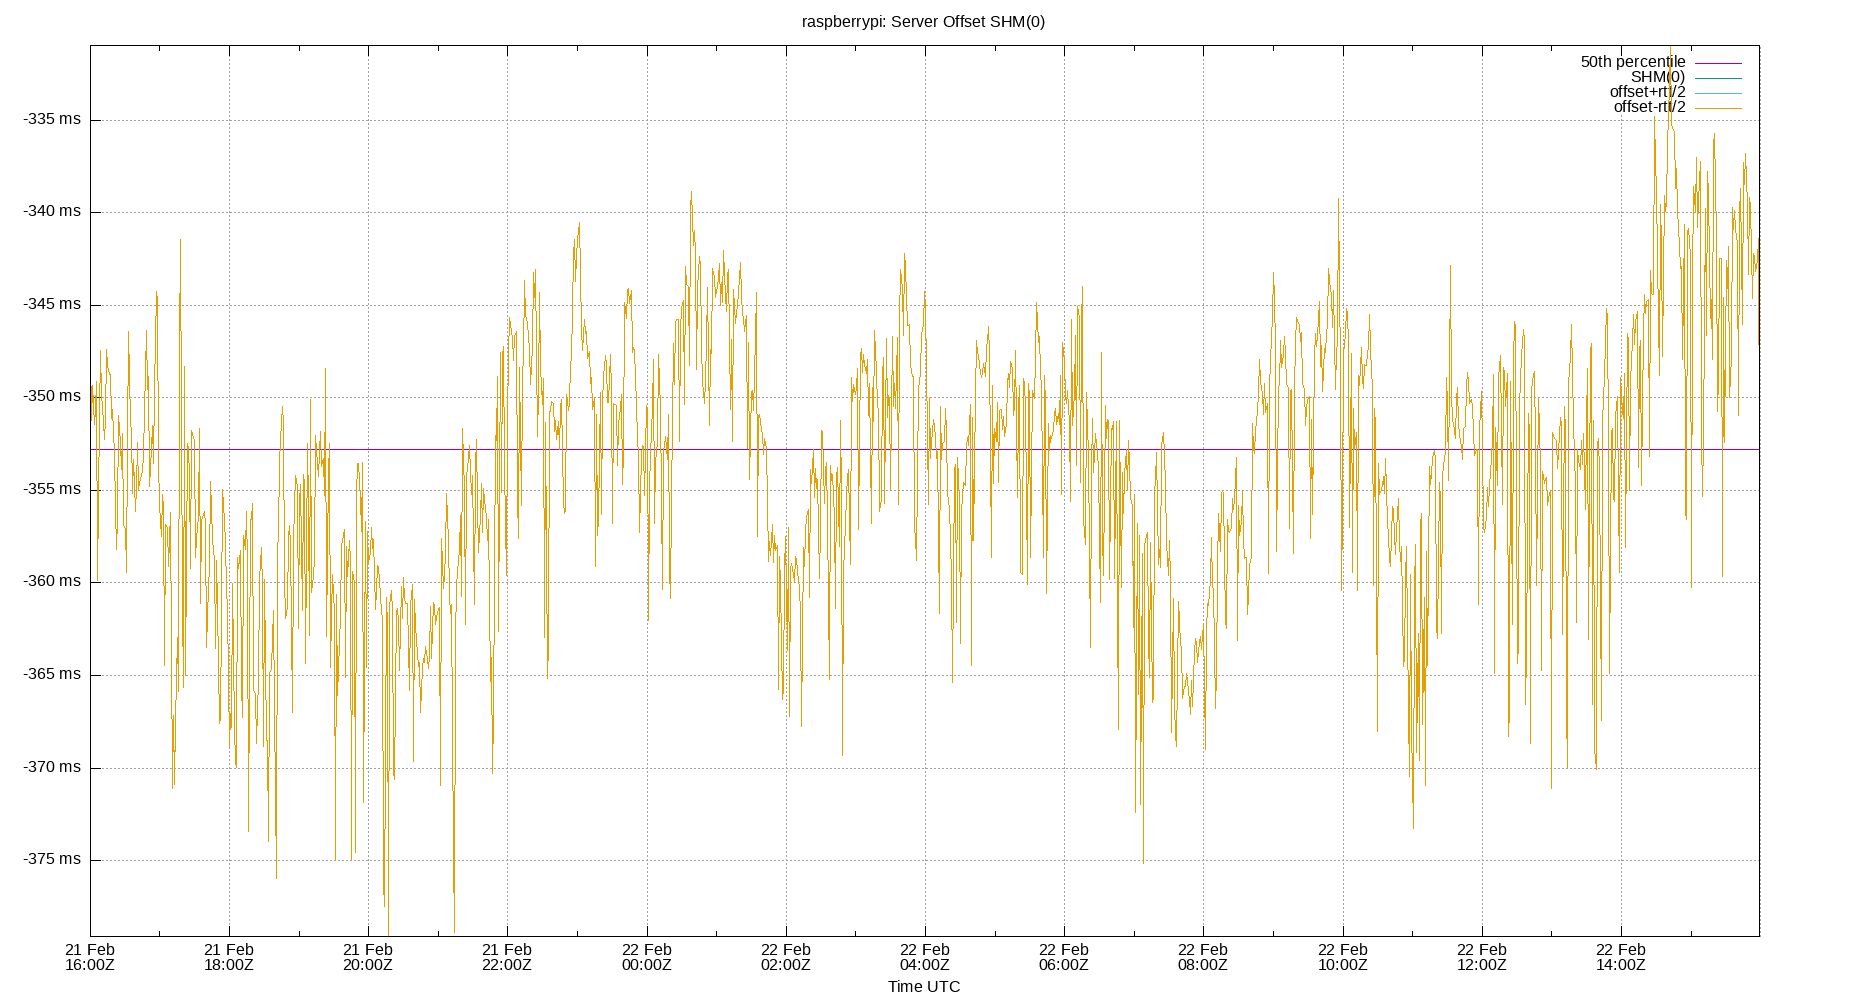 raspberrypi: Server Offset SHM(0)
50th percentile
SHM(0)
offset+rtt/2
offset-rtt/2
-335 ms
-340 ms
-345 ms
-350 ms
-355 ms
-360 ms
-365 ms
-370 ms
-375 ms
21 Feb 21 Feb 21 Feb 21 Feb 22 Feb 22 Feb 22 Feb 22 Feb 22 Feb 22 Feb 22 Feb 22 Feb
16:00Z 18:00Z 20:00Z 22:00Z 00:00Z 02:00Z 04:00Z 06:00Z 08:00Z 10:00Z 12:00Z 14:00Z
Time UTC